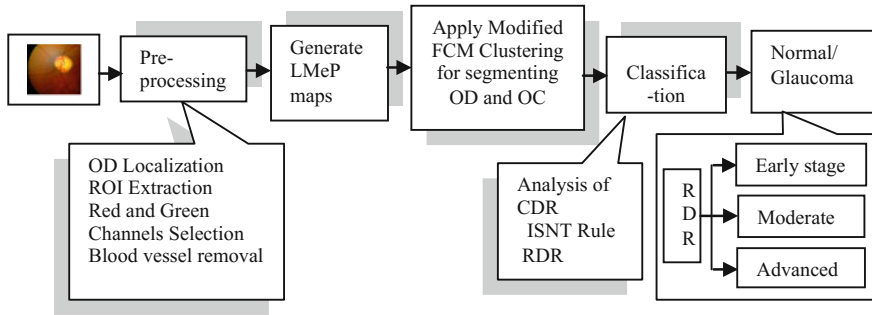 Pre-
processing
Generate
LMeP
maps
Apply Modified
FCM Clustering
for segmenting
OD and OC
Classifica
-tion
Normal/
Glaucoma
OD Localization
ROI Extraction
Red and Green
Channels Selection
Blood vessel removal
Analysis of
CDR
ISNT Rule
RDR
R
D
R
Early stage
Moderate
Advanced